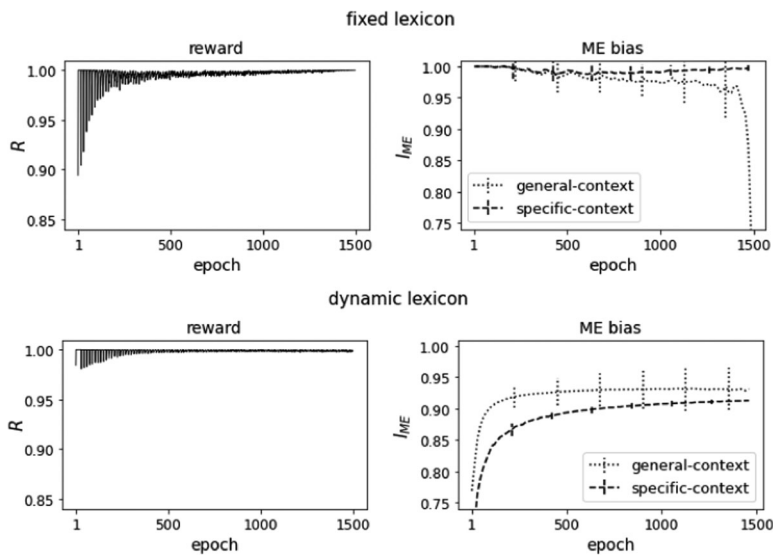 fixed lexicon
reward
1.00
0.95
0.90
0.85
R
1
500
1000
1500
epoch
ME bias
1.00
0.95
0.90
0.85
0.80
0.75
I_ME
general-context
specific-context
1
500
1000
1500
epoch
dynamic lexicon
reward
1.00
0.95
0.90
0.85
R
1
500
1000
1500
epoch
ME bias
1.00
0.95
0.90
0.85
0.80
0.75
I_ME
general-context
specific-context
1
500
1000
1500
epoch